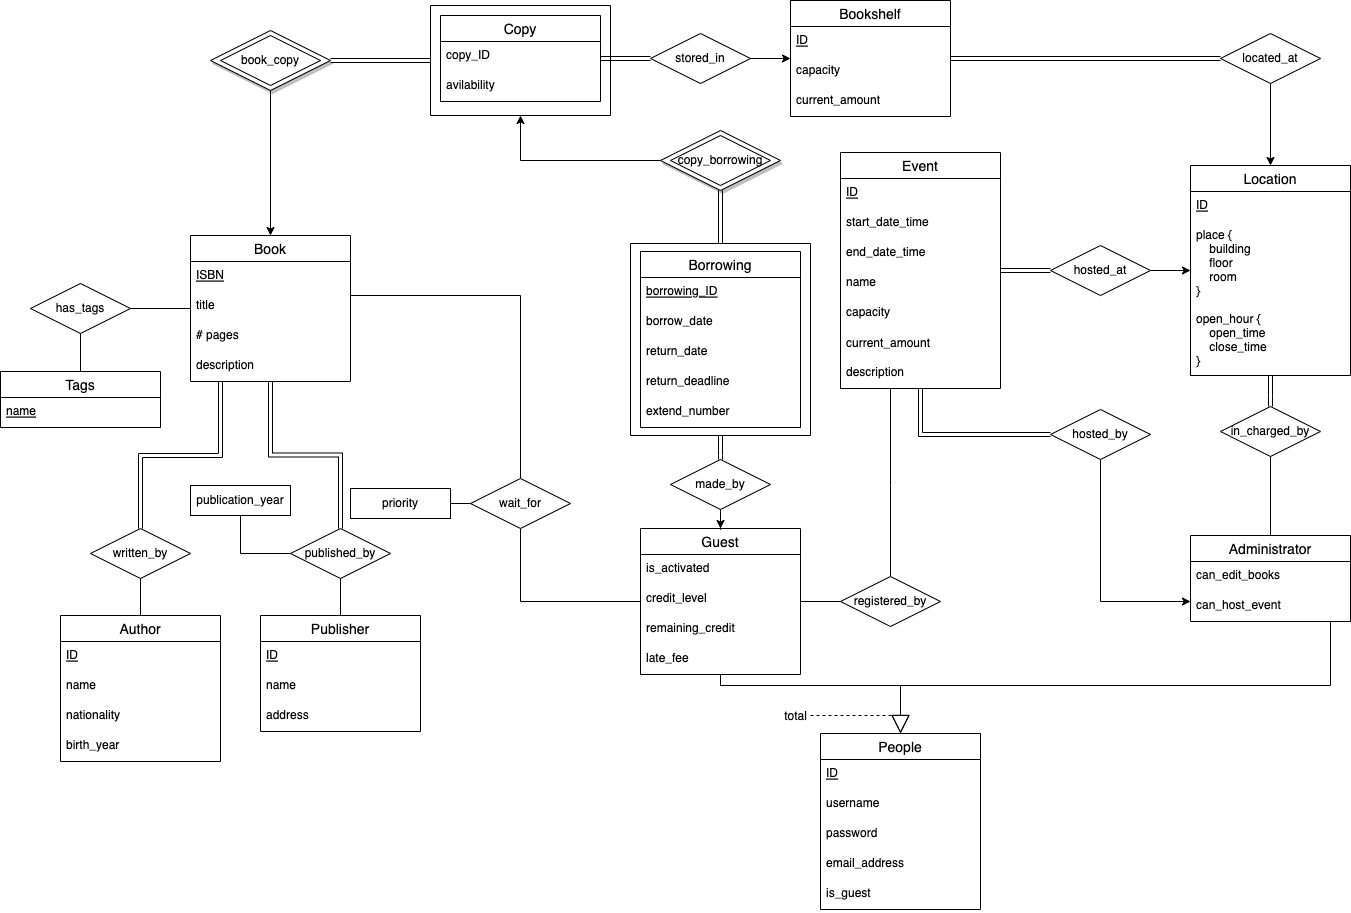 book_copy
Copy
copy_ID
avilability
stored_in
Bookshelf
ID
capacity
current_amount
located_at
copy_borrowing
Event
ID
start_date_time
end_date_time
name
capacity
current_amount
description
hosted_at
Location
ID
place {
building
floor
room
}
open_hour {
open_time
close_time
}
Book
ISBN
title
# pages
description
has_tags
Tags
name
Borrowing
borrowing_ID
borrow_date
return_date
return_deadline
extend_number
hosted_by
in_charged_by
publication_year
priority
wait_for
made_by
written_by
published_by
Guest
is_activated
credit_level
remaining_credit
late_fee
registered_by
Administrator
can_edit_books
can_host_event
Author
ID
name
nationality
birth_year
Publisher
ID
name
address
total
People
ID
username
password
email_address
is_guest